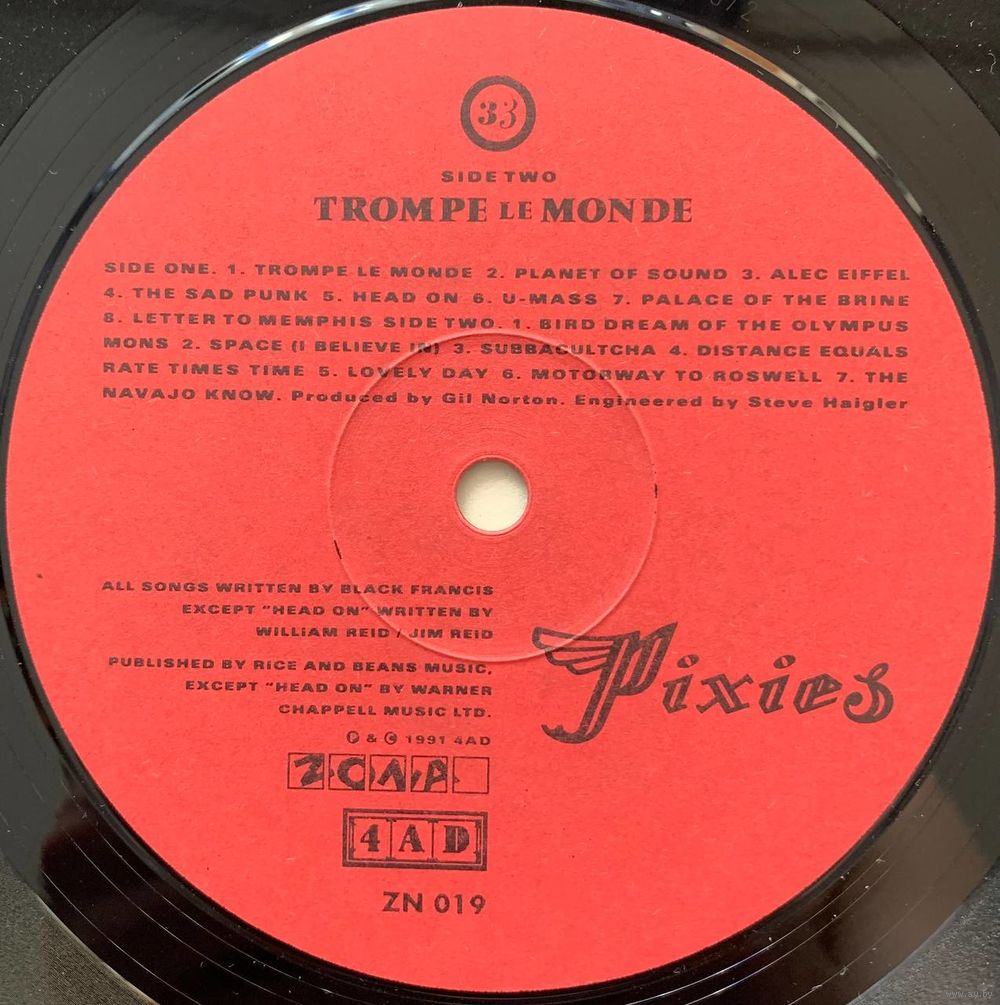 33
SIDE TWO
TROMPE LE MONDE
SIDE ONE. 1. TROMPE LE MONDE 2. PLANET OF SOUND 3. ALEC EIFFEL
4. THE SAD PUNK 5. HEAD ON 6. U-MASS 7. PALACE OF THE BRINE
8. LETTER TO MEMPHIS SIDE TWO. 1. BIRD DREAM OF THE OLYMPUS
MONS 2. SPACE (I BELIEVE IN) 3. SUBBACULTCHA 4. DISTANCE EQUALS
RATE TIMES TIME 5. LOVELY DAY 6. MOTORWAY TO ROSWELL 7. THE
NAVAJO KNOW. Produced by Gil Norton. Engineered by Steve Haigler
ALL SONGS WRITTEN BY BLACK FRANCIS
EXCEPT "HEAD ON" WRITTEN BY
WILLIAM REID / JIM REID
PUBLISHED BY RICE AND BEANS MUSIC,
EXCEPT "HEAD ON" BY WARNER
CHAPPELL MUSIC LTD.
℗ & © 1991 4AD
Pixies
ZONA
4AD
ZN 019
www.ay.by